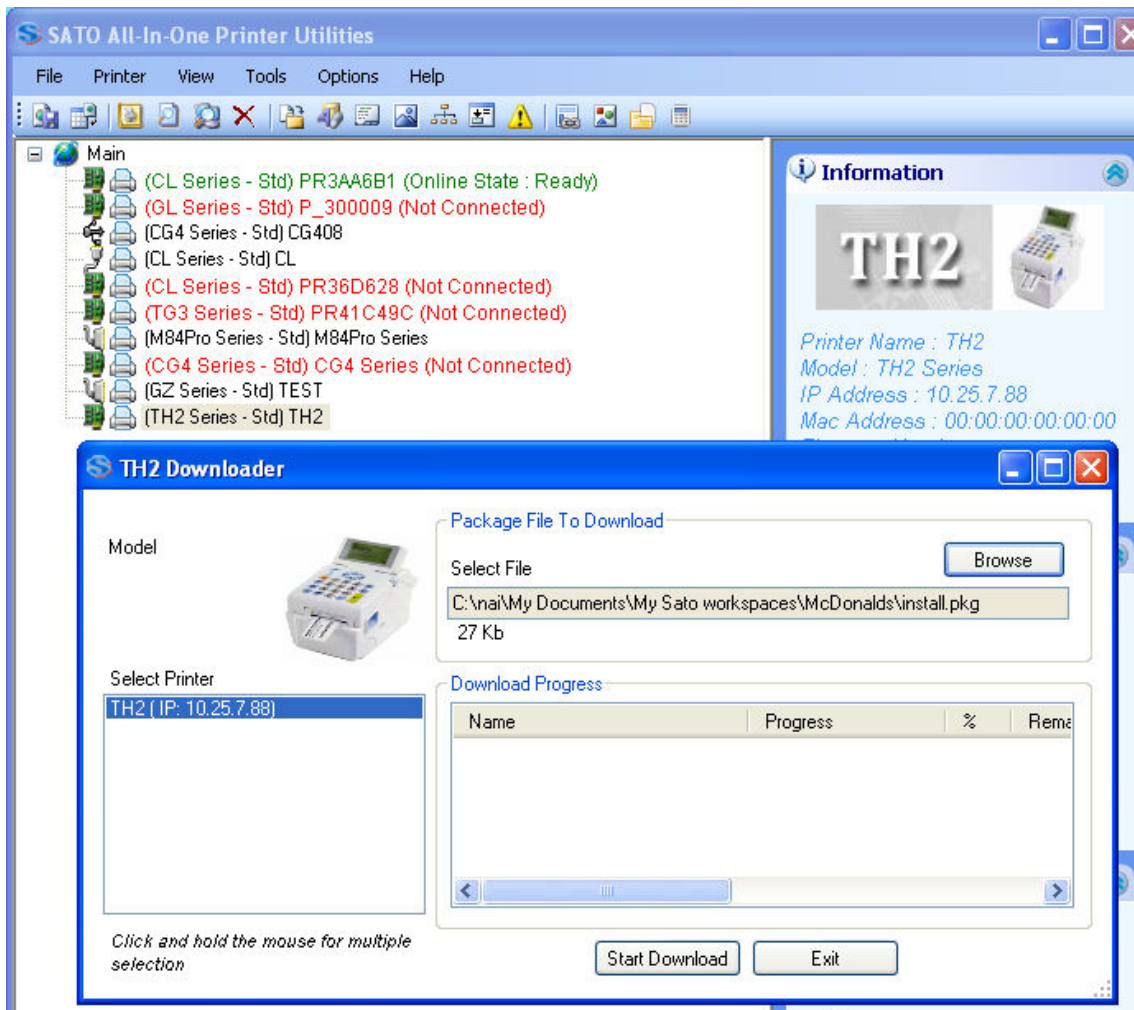 SATO All-In-One Printer Utilities
File Printer View Tools Options Help
Main
(CL Series - Std) PR3AA6B1 (Online State : Ready)
(GL Series - Std) P_300009 (Not Connected)
(CG4 Series - Std) CG408
(CL Series - Std) CL
(CL Series - Std) PR36D628 (Not Connected)
(TG3 Series - Std) PR41C49C (Not Connected)
(M84Pro Series - Std) M84Pro Series
(CG4 Series - Std) CG4 Series (Not Connected)
(GZ Series - Std) TEST
(TH2 Series - Std) TH2
Information
TH2
Printer Name : TH2
Model : TH2 Series
IP Address : 10.25.7.88
Mac Address : 00:00:00:00:00:00
TH2 Downloader
Model
Package File To Download
Select File
Browse
C:\nai\My Documents\My Sato workspaces\McDonalds\install.pkg
27 Kb
Select Printer
TH2 ( IP: 10.25.7.88)
Download Progress
Name Progress % Rema
Click and hold the mouse for multiple
selection
Start Download Exit